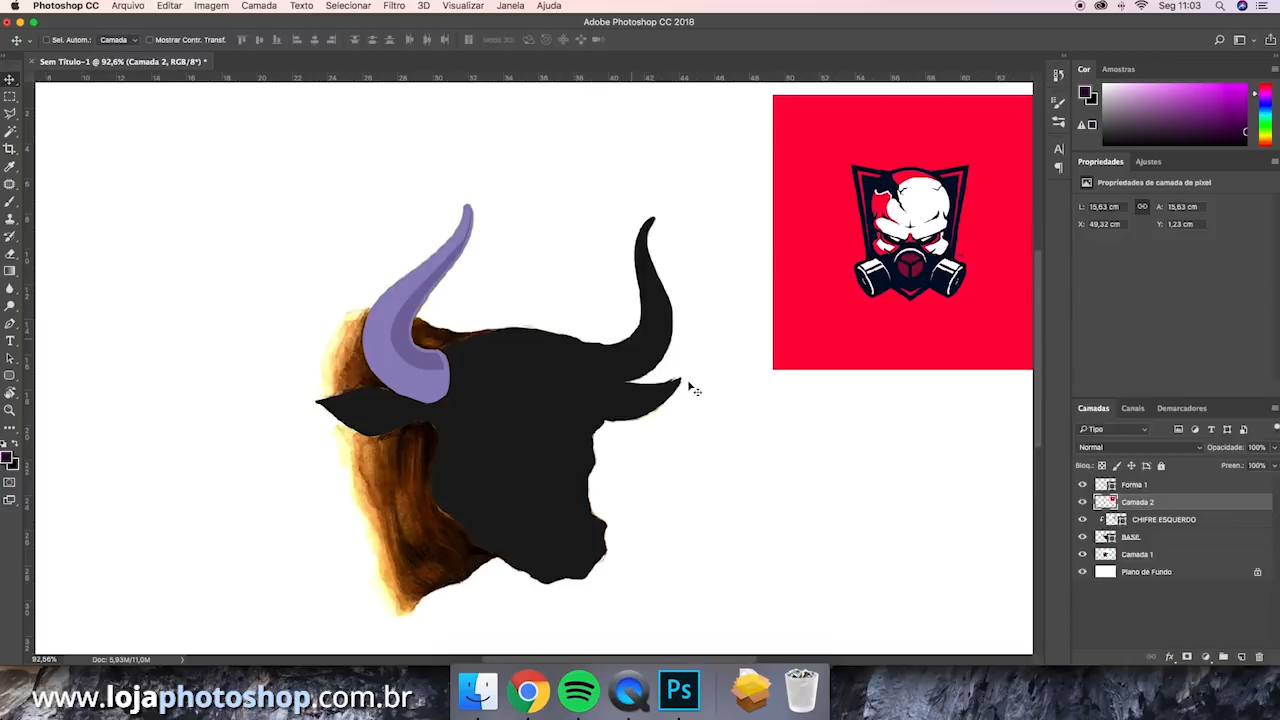 Photoshop CC Arquivo Editar Imagem Camada Texto Selecionar Filtro 3D Visualizar Janela Ajuda
Seg 11:03
Adobe Photoshop CC 2018
Sel. Autom.: Camada Mostrar Contr. Transf.
Sem Título-1 @ 92,6% (Camada 2, RGB/8*) *
Cor Amostras
Propriedades Ajustes
Propriedades de camada de pixel
L: 15,63 cm A: 15,63 cm
X: 49,32 cm Y: 1,23 cm
Camadas Canais Demarcadores
Tipo
Normal Opacidade: 100%
Bloq.: Preen.: 100%
Forma 1
Camada 2
CHIFRE ESQUERDO
BASE
Camada 1
Plano de Fundo
92,56% Doc: 5,93M/11,0M
Ps
www.lojaphotoshop.com.br